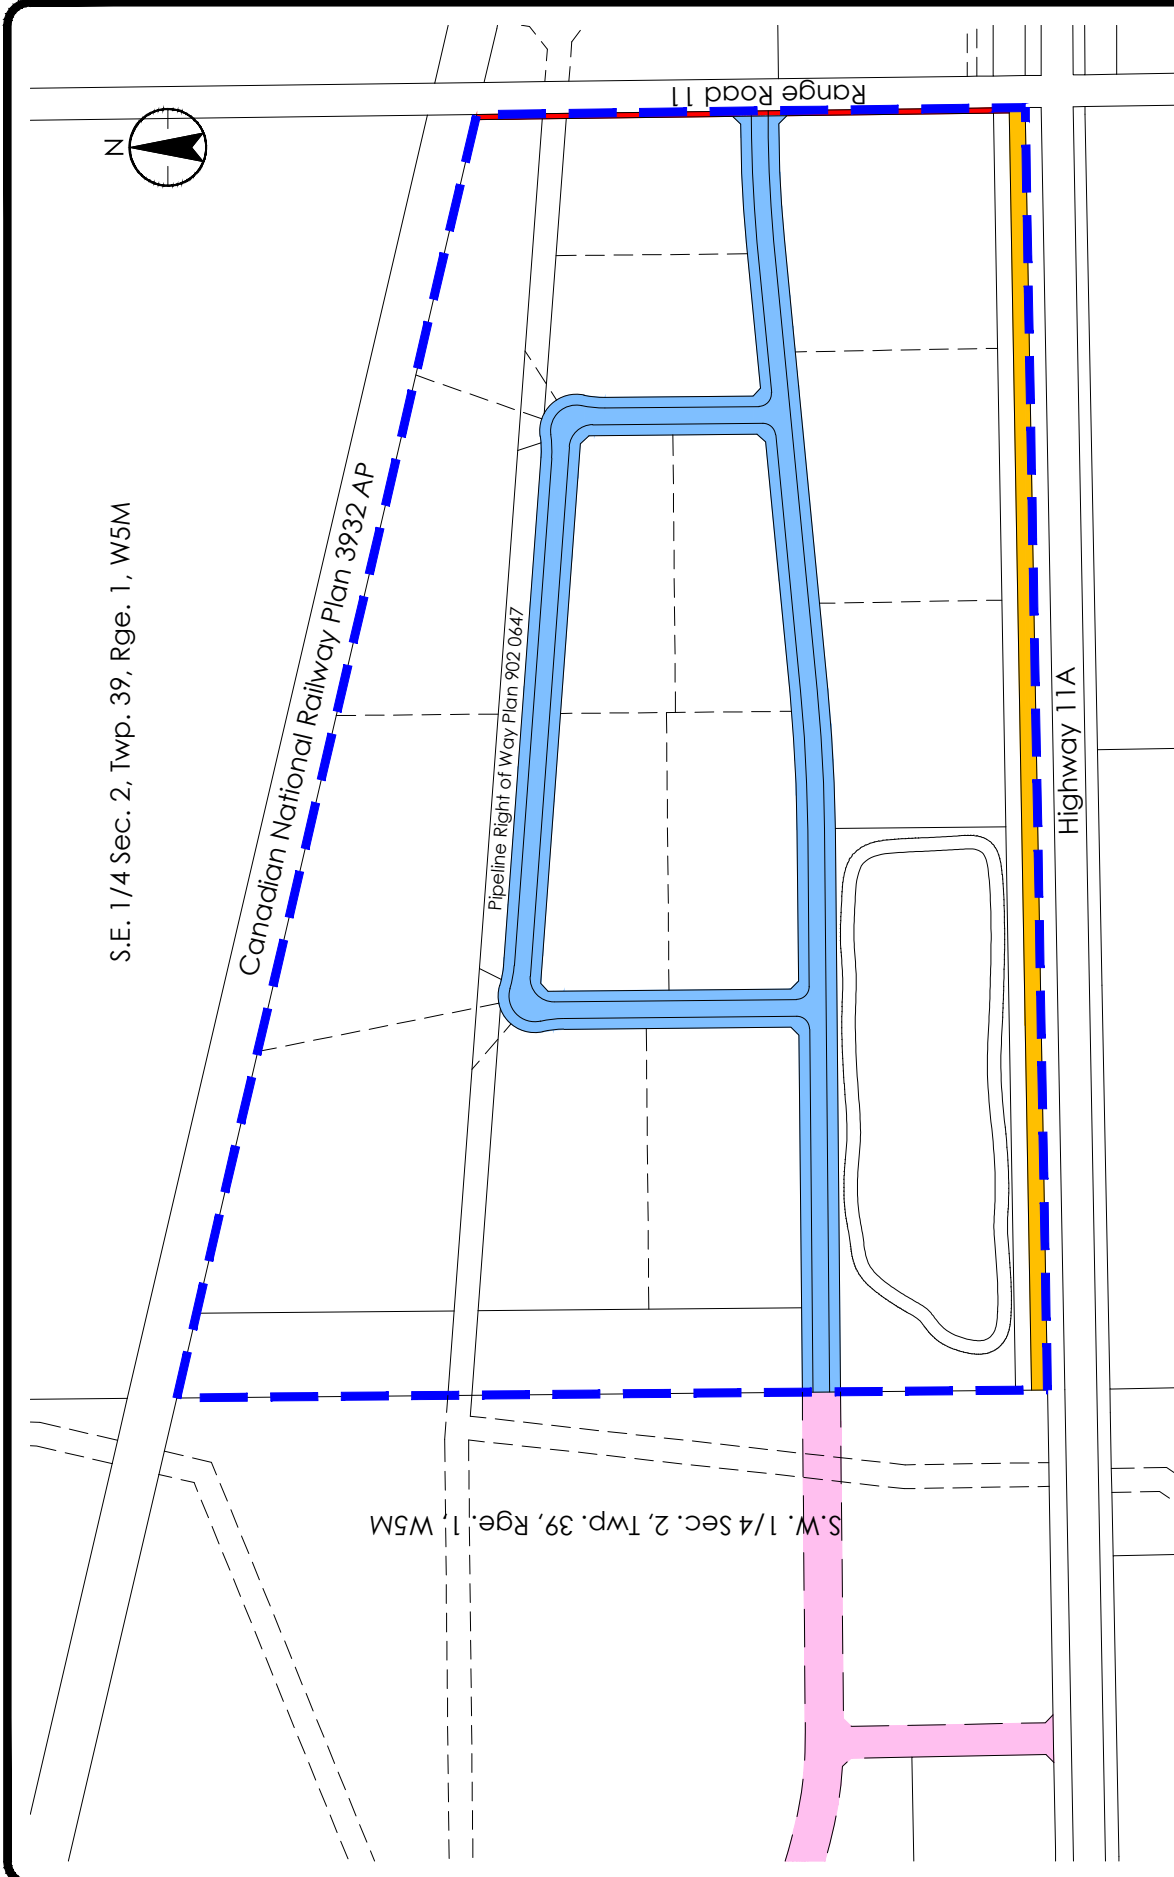 Range Road 11
N
S.E. 1/4 Sec. 2, Twp. 39, Rge. 1, W5M
Canadian National Railway Plan 3932 AP
Pipeline Right of Way Plan 902 0647
Highway 11A
S.W. 1/4 Sec. 2, Twp. 39, Rge. 1, W5M